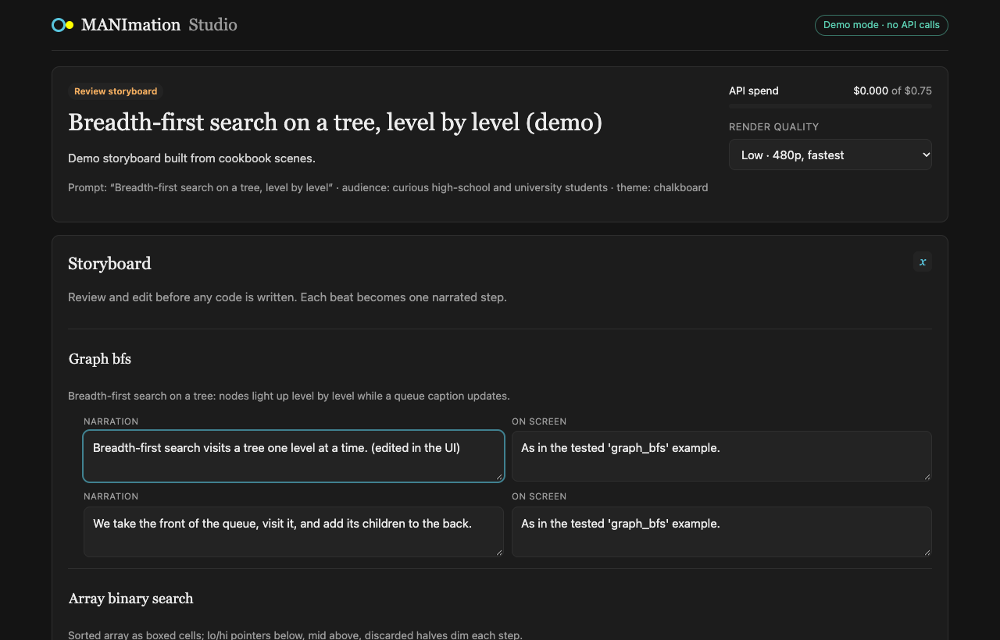 MANImation Studio
Demo mode · no API calls
Review storyboard
Breadth-first search on a tree, level by level (demo)
Demo storyboard built from cookbook scenes.
Prompt: “Breadth-first search on a tree, level by level” · audience: curious high-school and university students · theme: chalkboard
API spend $0.000 of $0.75
RENDER QUALITY
Low · 480p, fastest
Storyboard
x
Review and edit before any code is written. Each beat becomes one narrated step.
Graph bfs
Breadth-first search on a tree: nodes light up level by level while a queue caption updates.
NARRATION ON SCREEN
Breadth-first search visits a tree one level at a time. (edited in the UI) As in the tested 'graph_bfs' example.
NARRATION ON SCREEN
We take the front of the queue, visit it, and add its children to the back. As in the tested 'graph_bfs' example.
Array binary search
Sorted array as boxed cells; lo/hi pointers below, mid above, discarded halves dim each step.